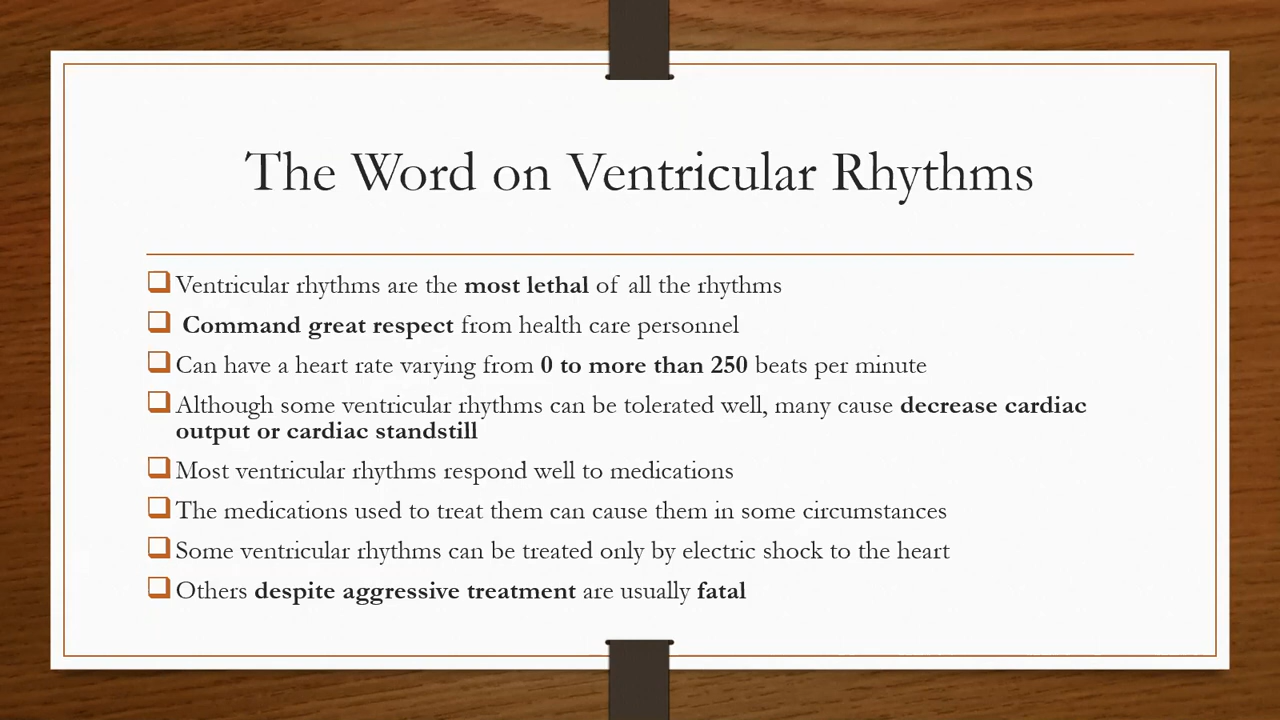 The Word on Ventricular Rhythms
Ventricular rhythms are the most lethal of all the rhythms
Command great respect from health care personnel
Can have a heart rate varying from 0 to more than 250 beats per minute
Although some ventricular rhythms can be tolerated well, many cause decrease cardiac
output or cardiac standstill
Most ventricular rhythms respond well to medications
The medications used to treat them can cause them in some circumstances
Some ventricular rhythms can be treated only by electric shock to the heart
Others despite aggressive treatment are usually fatal